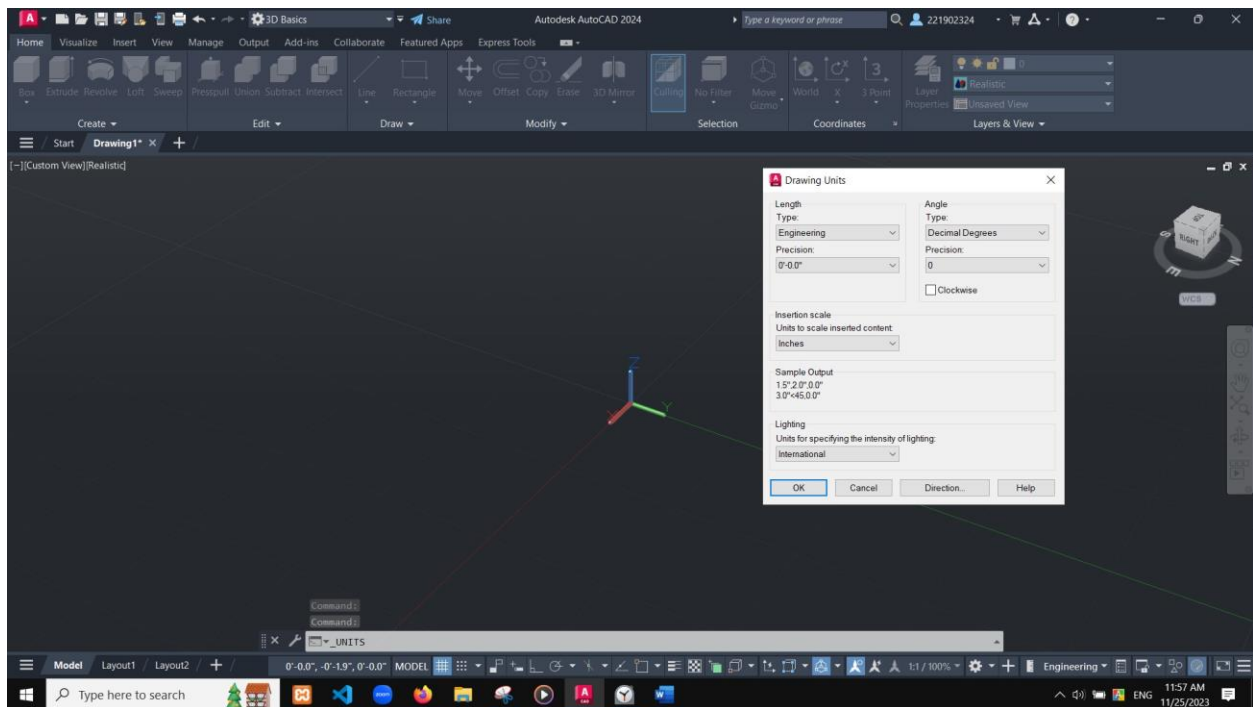 3D Basics
Share
Autodesk AutoCAD 2024
Type a keyword or phrase
221902324
Home Visualize Insert View Manage Output Add-ins Collaborate Featured Apps Express Tools
Box Extrude Revolve Loft Sweep Presspull Union Subtract Intersect Line Rectangle Move Offset Copy Erase 3D Mirror Culling No Filter Move Gizmo World X 3 Point Layer Properties
0
Realistic
Unsaved View
Create Edit Draw Modify Selection Coordinates Layers & View
Start Drawing1* +
[-][Custom View][Realistic]
Drawing Units
Length
Type:
Engineering
Precision:
0'-0.0"
Angle
Type:
Decimal Degrees
Precision:
0
Clockwise
Insertion scale
Units to scale inserted content:
Inches
Sample Output
1.5",2.0",0.0"
3.0"<45,0.0"
Lighting
Units for specifying the intensity of lighting:
International
OK Cancel Direction... Help
RIGHT
S
E
N
WCS
Z
X
Y
Command:
Command:
_UNITS
Model Layout1 Layout2 + 0'-0.0", -0'-1.9", 0'-0.0" MODEL 1:1 / 100% Engineering
Type here to search
ENG
11:57 AM
11/25/2023